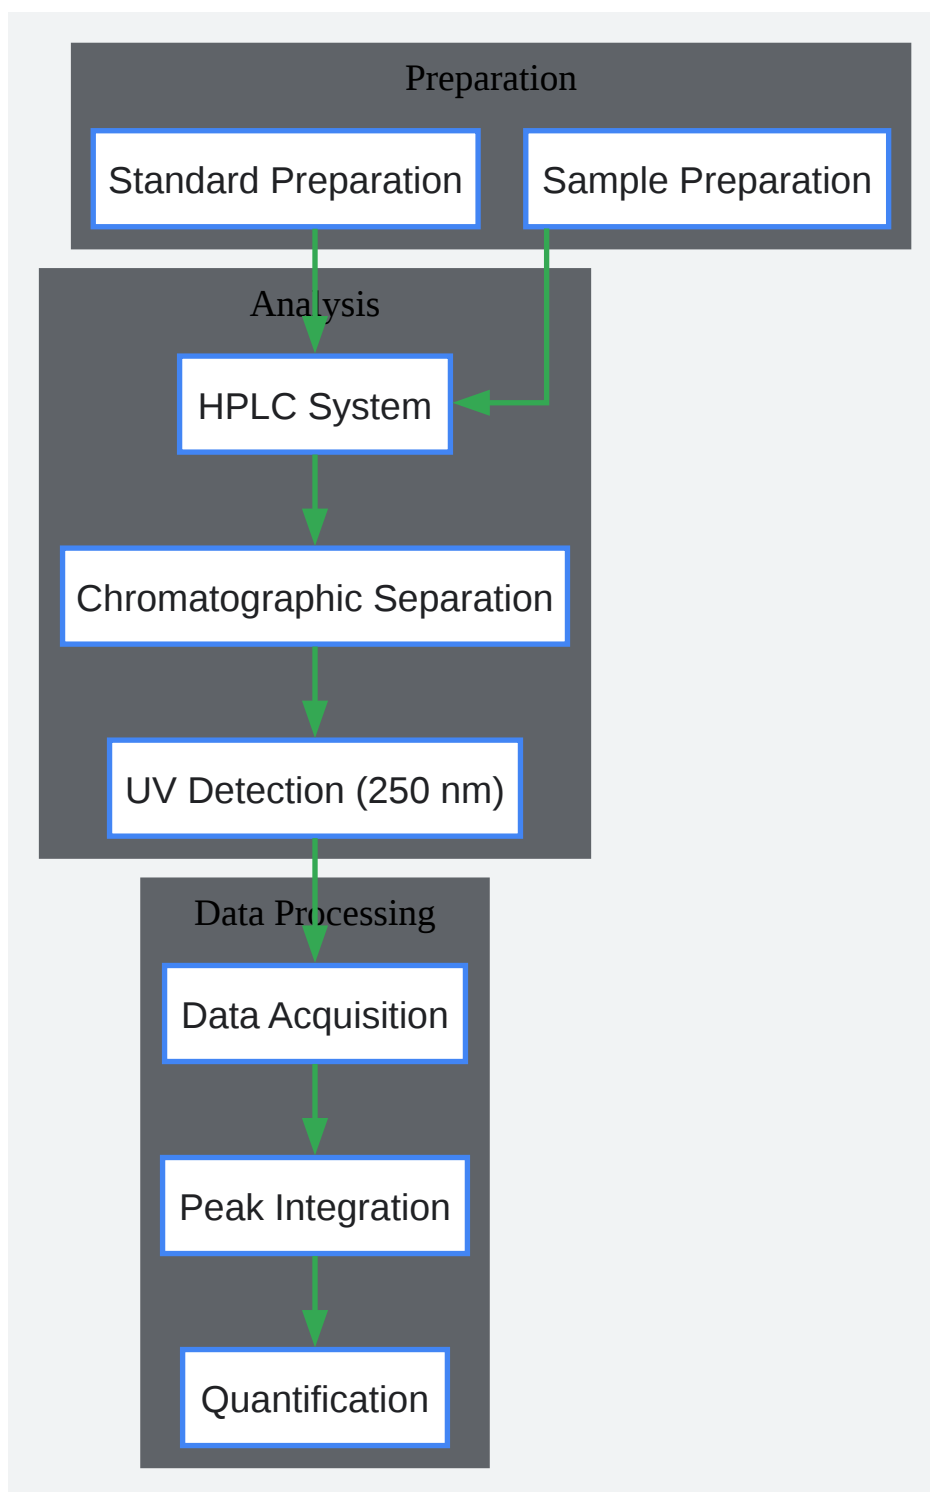 Preparation
Standard Preparation
Sample Preparation
Analysis
HPLC System
Chromatographic Separation
UV Detection (250 nm)
Data Processing
Data Acquisition
Peak Integration
Quantification